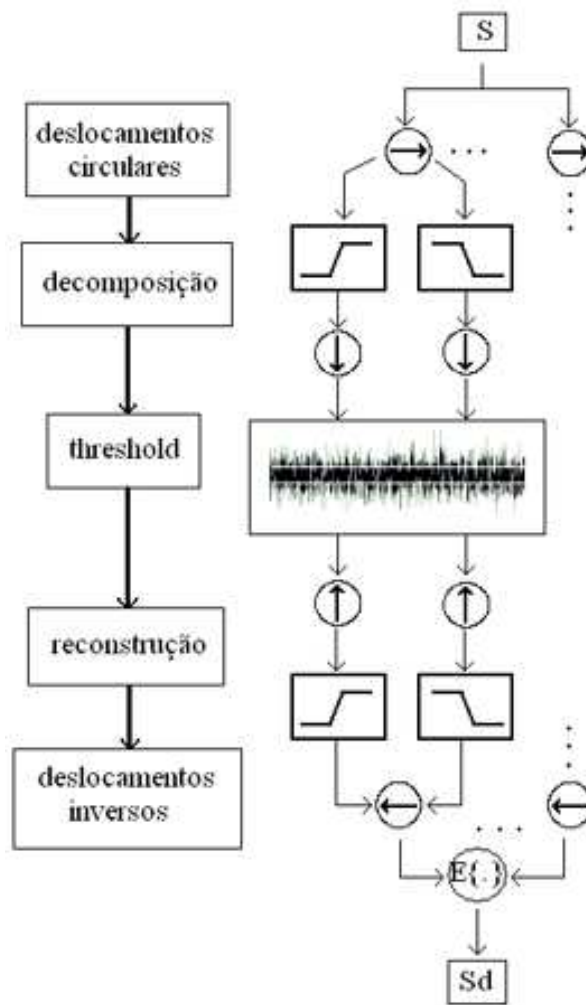 S
deslocamentos
circulares
decomposição
threshold
reconstrução
deslocamentos
inversos
E{.}
Sd